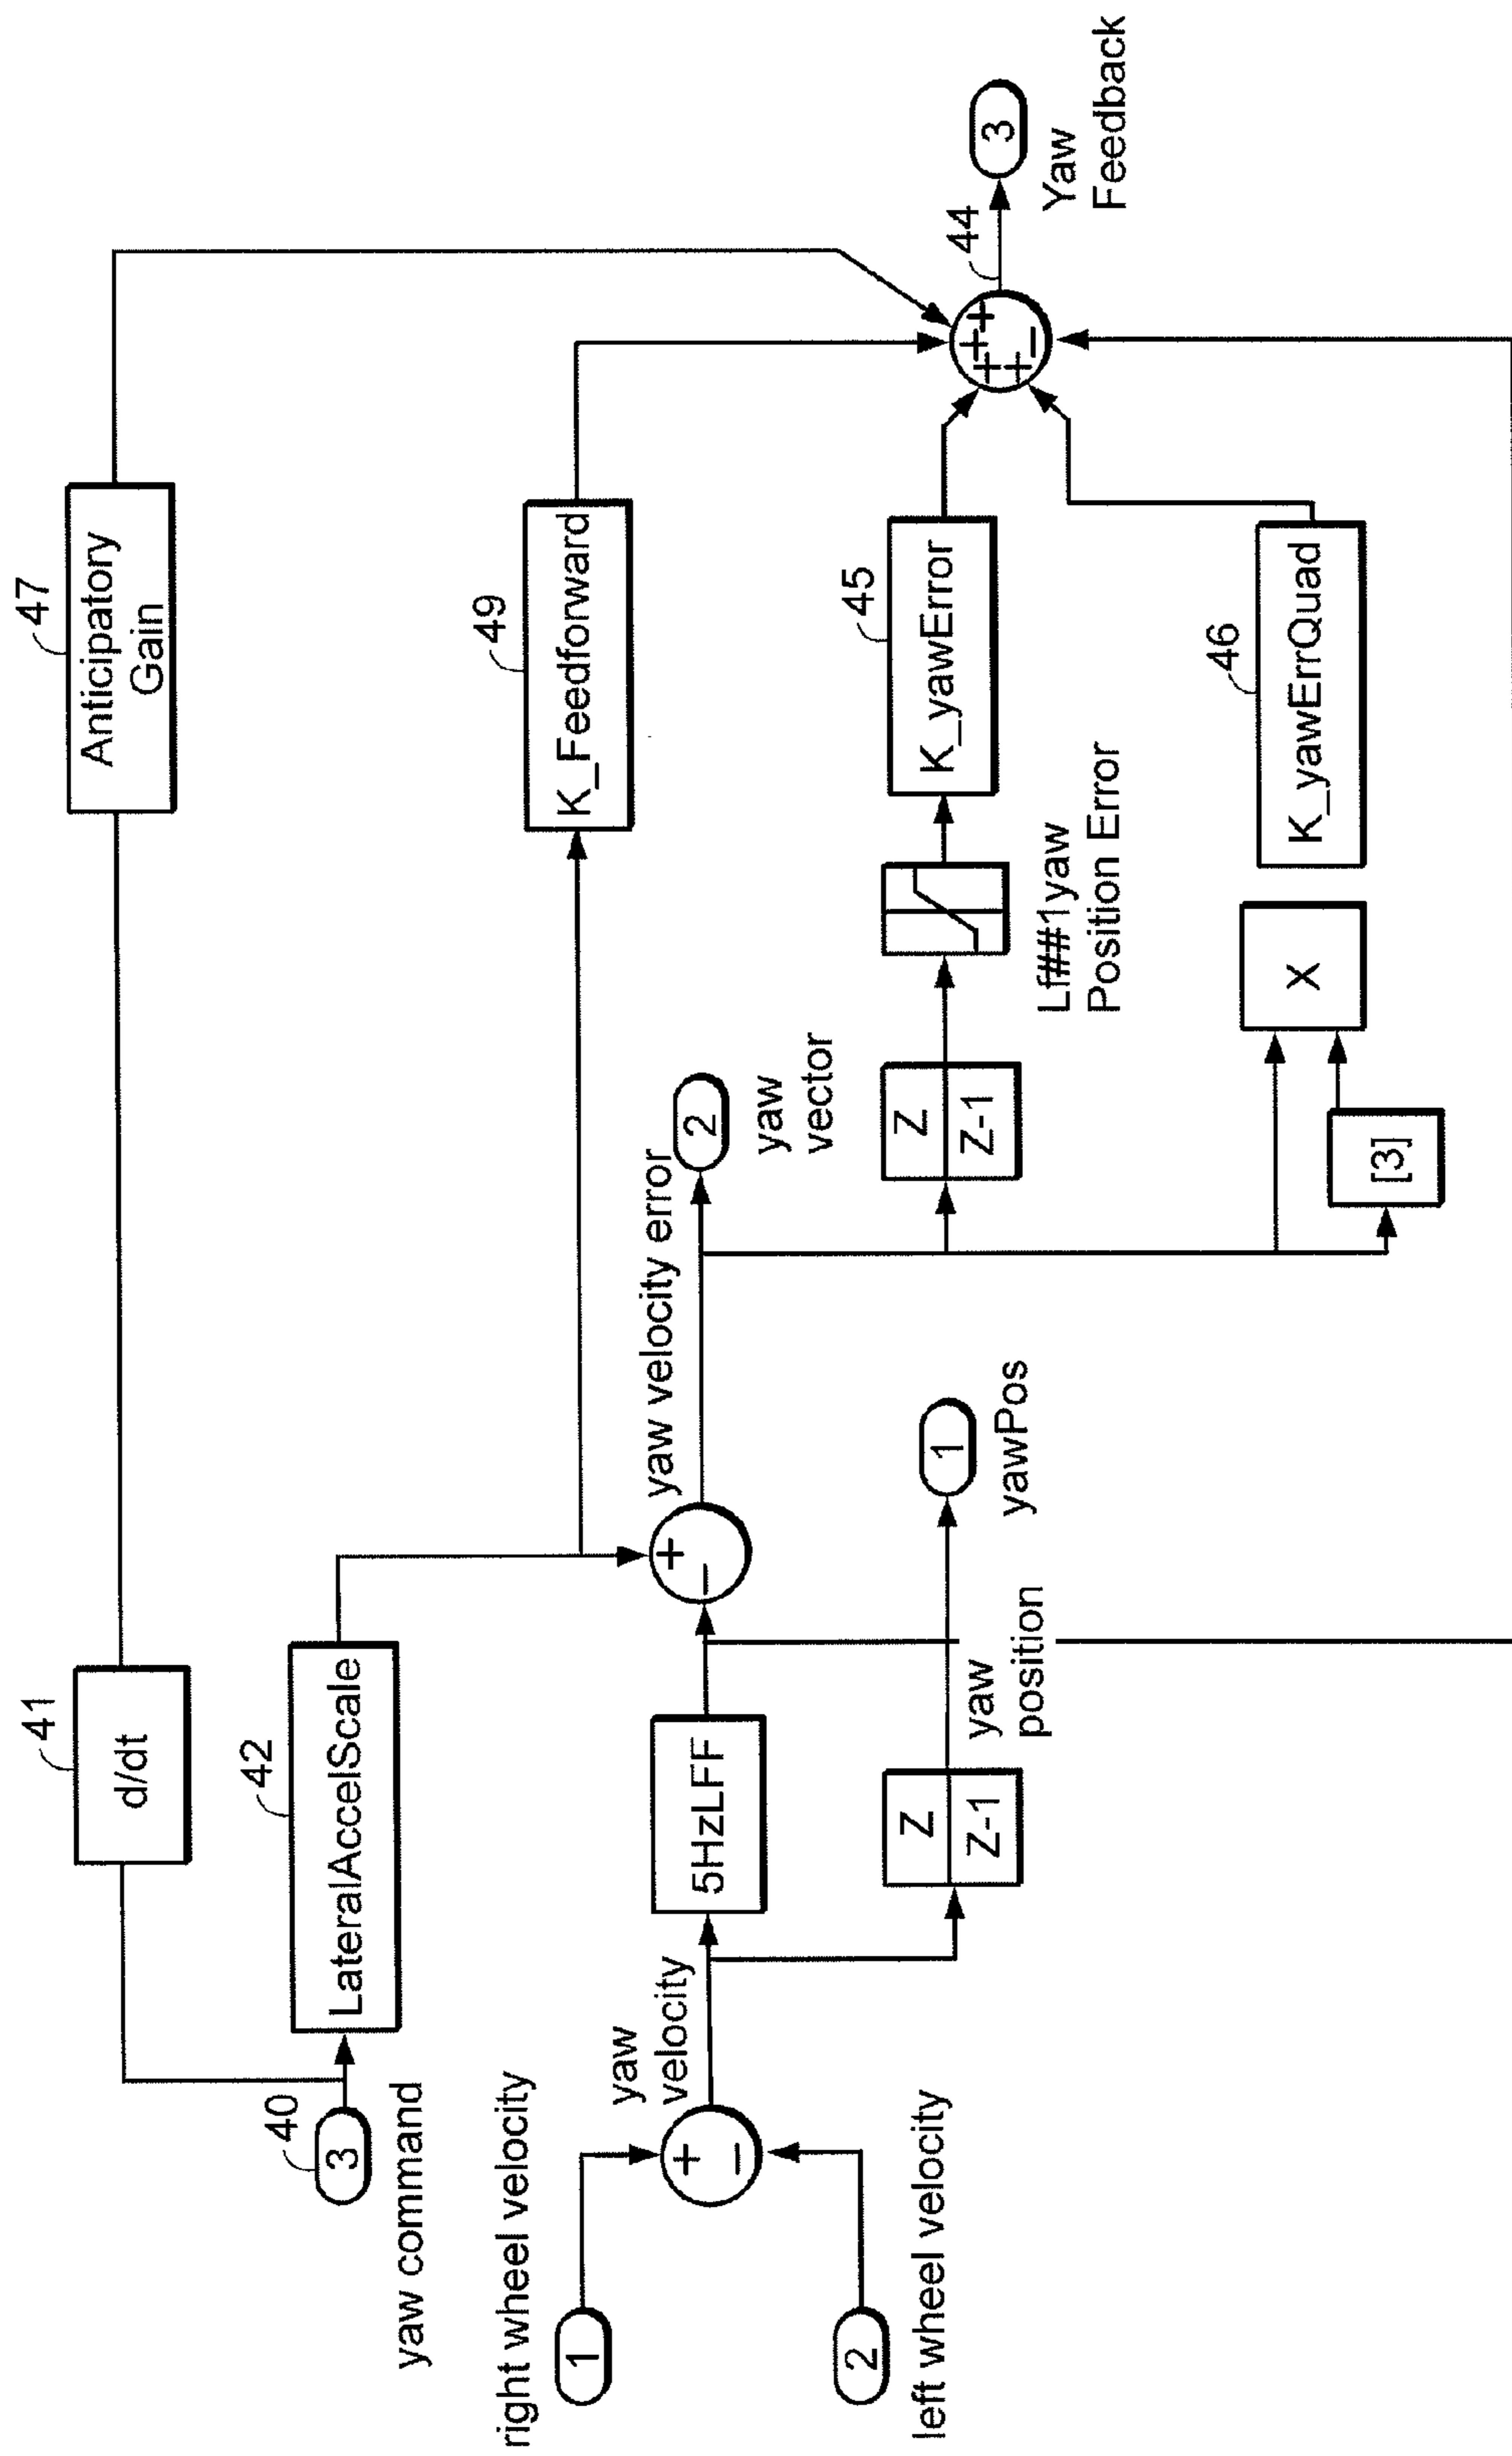 47
Anticipatory
Gain
41
d/dt
42
LateralAccelScale
40
3
yaw command
49
K_Feedforward
right wheel velocity
1
+
−
yaw
velocity
5HzLFF
+
−
yaw velocity error
2
yaw
vector
2
left wheel velocity
Z
Z-1
yaw
position
1
yawPos
Z
Z-1
Lf##1yaw
Position Error
45
K_yawError
[3]
X
46
K_yawErrQuad
+
+
+
+
−
44
3
Yaw
Feedback